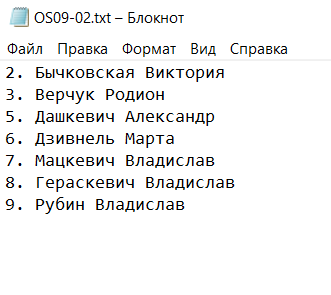 OS09-02.txt – Блокнот
Файл Правка Формат Вид Справка
2. Бычковская Виктория
3. Верчук Родион
5. Дашкевич Александр
6. Дзивнель Марта
7. Мацкевич Владислав
8. Гераскевич Владислав
9. Рубин Владислав